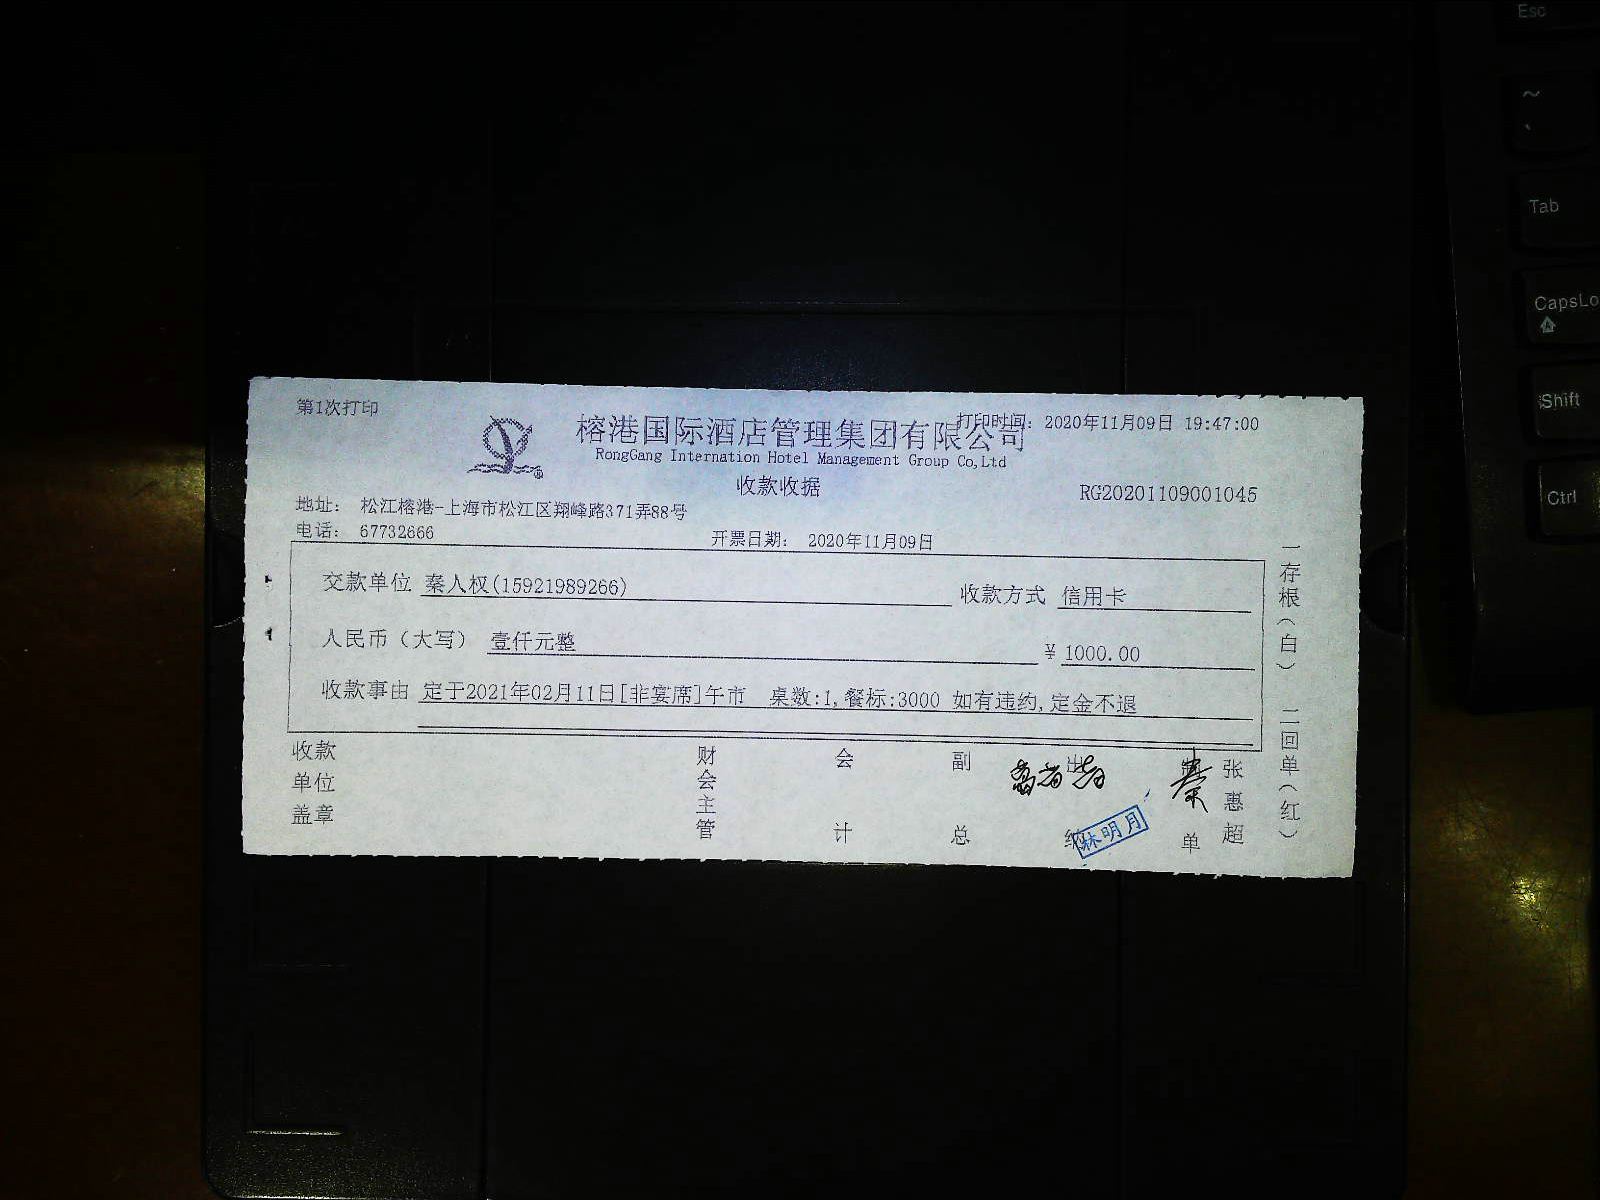 第1次打印
打印时间: 2020年11月09日 19:47:00
榕港国际酒店管理集团有限公司
RongGang Internation Hotel Management Group Co,Ltd
收款收据
RG20201109001045
地址: 松江榕港-上海市松江区翔峰路371弄88号
电话: 67732666
开票日期: 2020年11月09日
交款单位 秦人权(15921989266) 收款方式 信用卡
人民币(大写) 壹仟元整 ¥ 1000.00
收款事由 定于2021年02月11日[非宴席]午市 桌数:1,餐标:3000 如有违约,定金不退
收款单位盖章
财会主管
会计
副总
出纳
林明月
单
张惠超
一存根(白) 二回单(红)
Esc
~
Tab
CapsLo
Shift
Ctrl